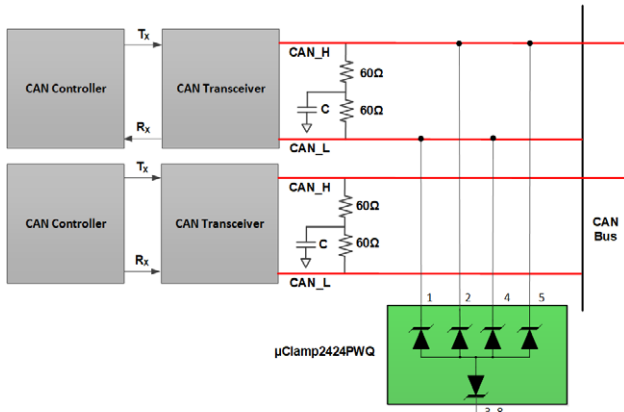 CAN Controller
Tx
Rx
CAN Transceiver
CAN_H
60Ω
C
60Ω
CAN_L
CAN Controller
Tx
Rx
CAN Transceiver
CAN_H
60Ω
C
60Ω
CAN_L
CAN
Bus
1 2 4 5
µClamp2424PWQ